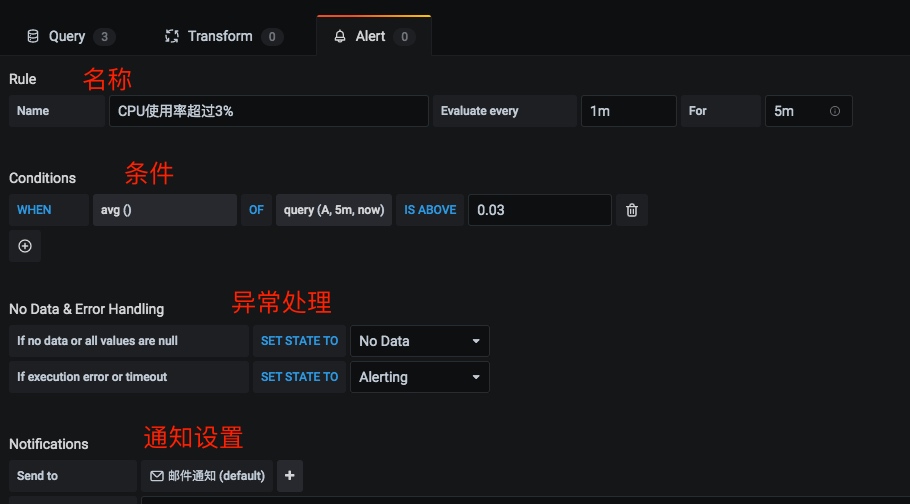 Query 3 Transform 0 Alert 0
Rule 名称
Name CPU使用率超过3% Evaluate every 1m For 5m
Conditions 条件
WHEN avg () OF query (A, 5m, now) IS ABOVE 0.03
No Data & Error Handling 异常处理
If no data or all values are null SET STATE TO No Data
If execution error or timeout SET STATE TO Alerting
Notifications 通知设置
Send to 邮件通知 (default) +